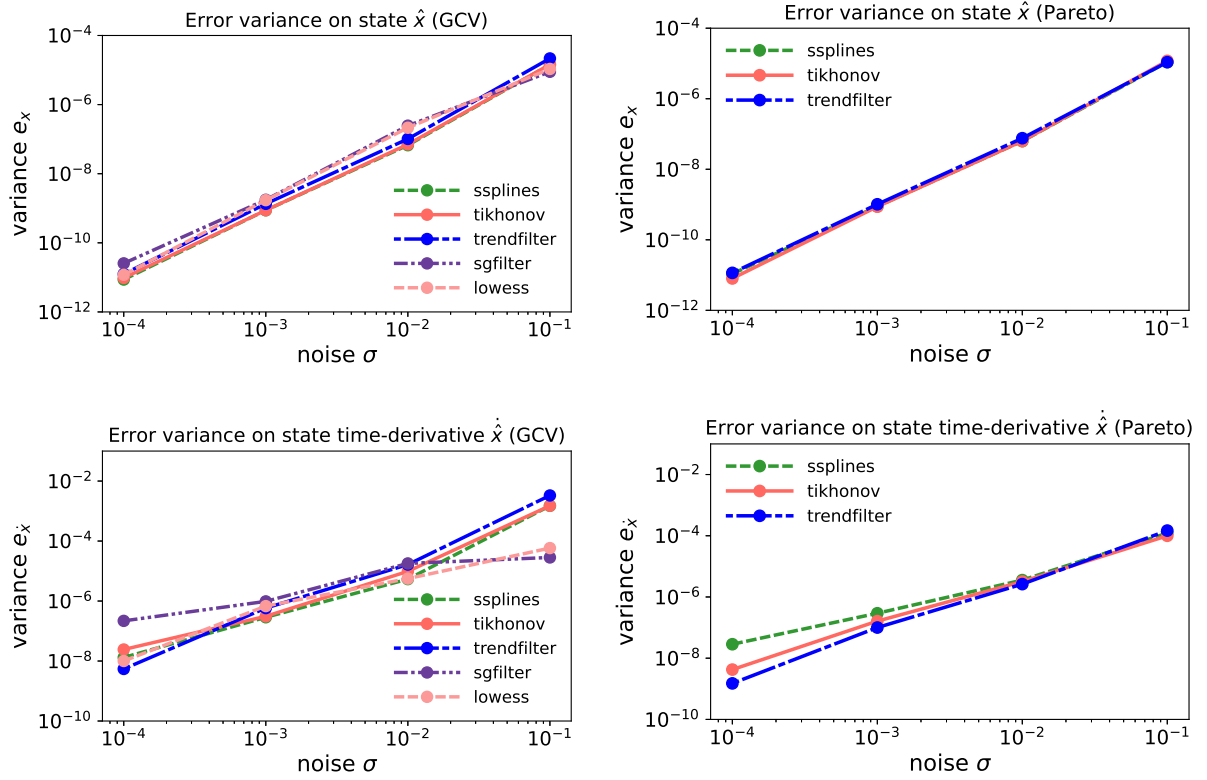 Error variance on state x̂ (GCV)
variance e_x
10⁻⁴
10⁻⁶
10⁻⁸
10⁻¹⁰
10⁻¹²
ssplines
tikhonov
trendfilter
sgfilter
lowess
10⁻⁴ 10⁻³ 10⁻² 10⁻¹
noise σ
Error variance on state x̂ (Pareto)
variance e_x
10⁻⁴
10⁻⁶
10⁻⁸
10⁻¹⁰
10⁻¹²
ssplines
tikhonov
trendfilter
10⁻⁴ 10⁻³ 10⁻² 10⁻¹
noise σ
Error variance on state time-derivative ẋ̂ (GCV)
variance e_ẋ
10⁻²
10⁻⁴
10⁻⁶
10⁻⁸
10⁻¹⁰
ssplines
tikhonov
trendfilter
sgfilter
lowess
10⁻⁴ 10⁻³ 10⁻² 10⁻¹
noise σ
Error variance on state time-derivative ẋ̂ (Pareto)
variance e_ẋ
10⁻²
10⁻⁴
10⁻⁶
10⁻⁸
10⁻¹⁰
ssplines
tikhonov
trendfilter
10⁻⁴ 10⁻³ 10⁻² 10⁻¹
noise σ